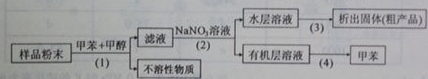 样品粉末
甲苯+甲醇
(1)
滤液
不溶性物质
NaNO₃溶液
(2)
水层溶液
(3)
析出固体(粗产品)
有机层溶液
(4)
甲苯